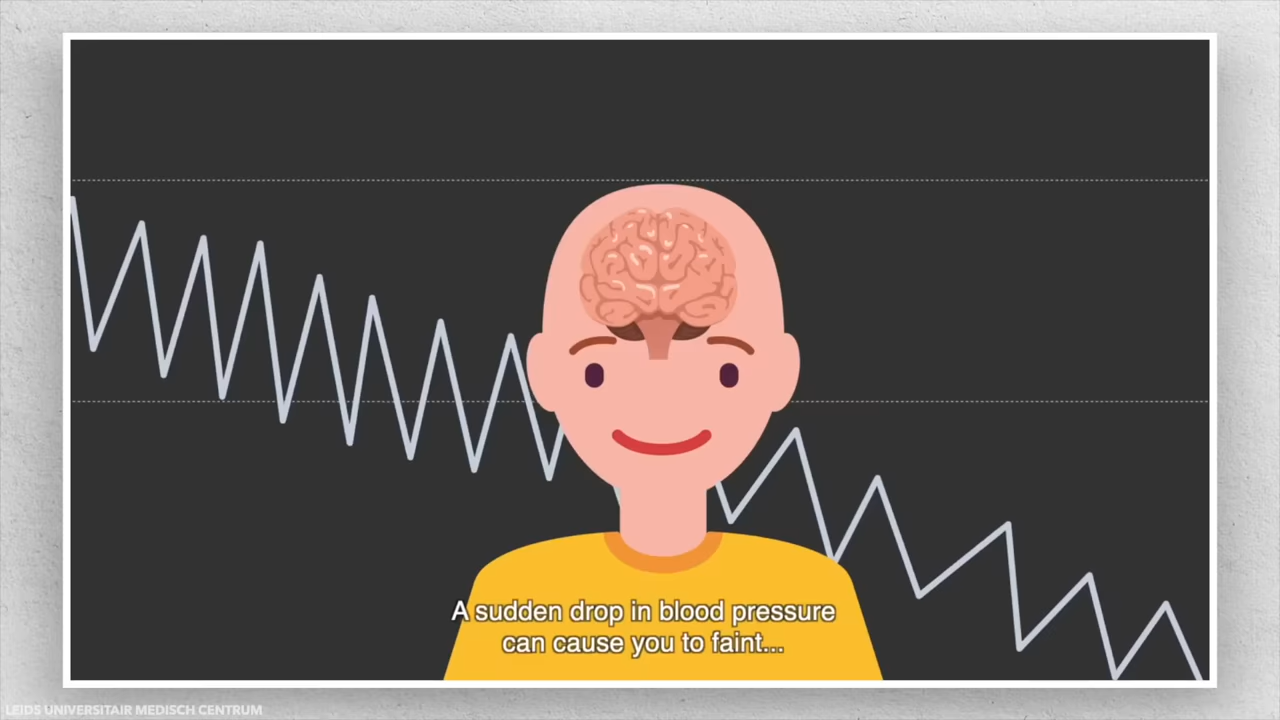 A sudden drop in blood pressure
can cause you to faint...
LEIDS UNIVERSITAIR MEDISCH CENTRUM